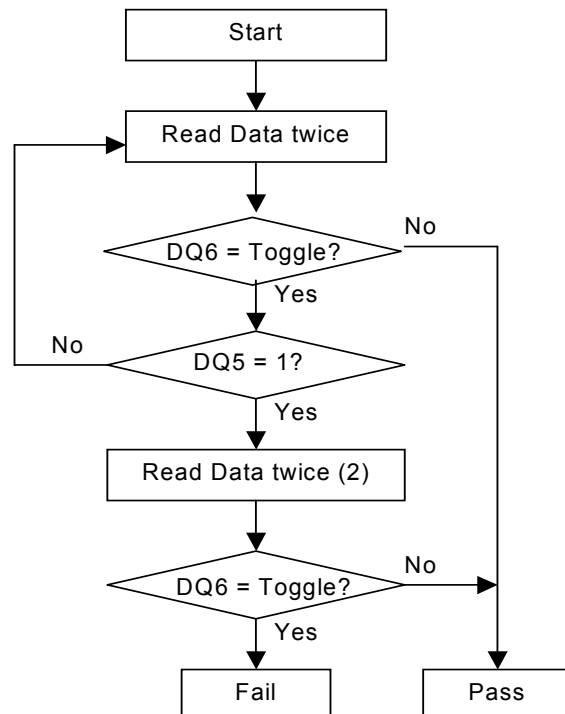 Start
Read Data twice
No
DQ6 = Toggle?
Yes
No
DQ5 = 1?
Yes
Read Data twice (2)
No
DQ6 = Toggle?
Yes
Fail
Pass